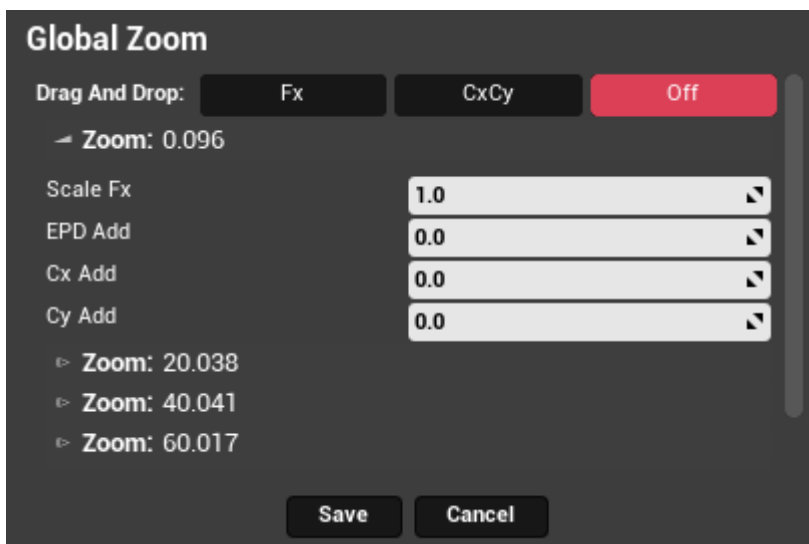 Global Zoom
Drag And Drop: Fx CxCy Off
Zoom: 0.096
Scale Fx 1.0
EPD Add 0.0
Cx Add 0.0
Cy Add 0.0
Zoom: 20.038
Zoom: 40.041
Zoom: 60.017
Save Cancel